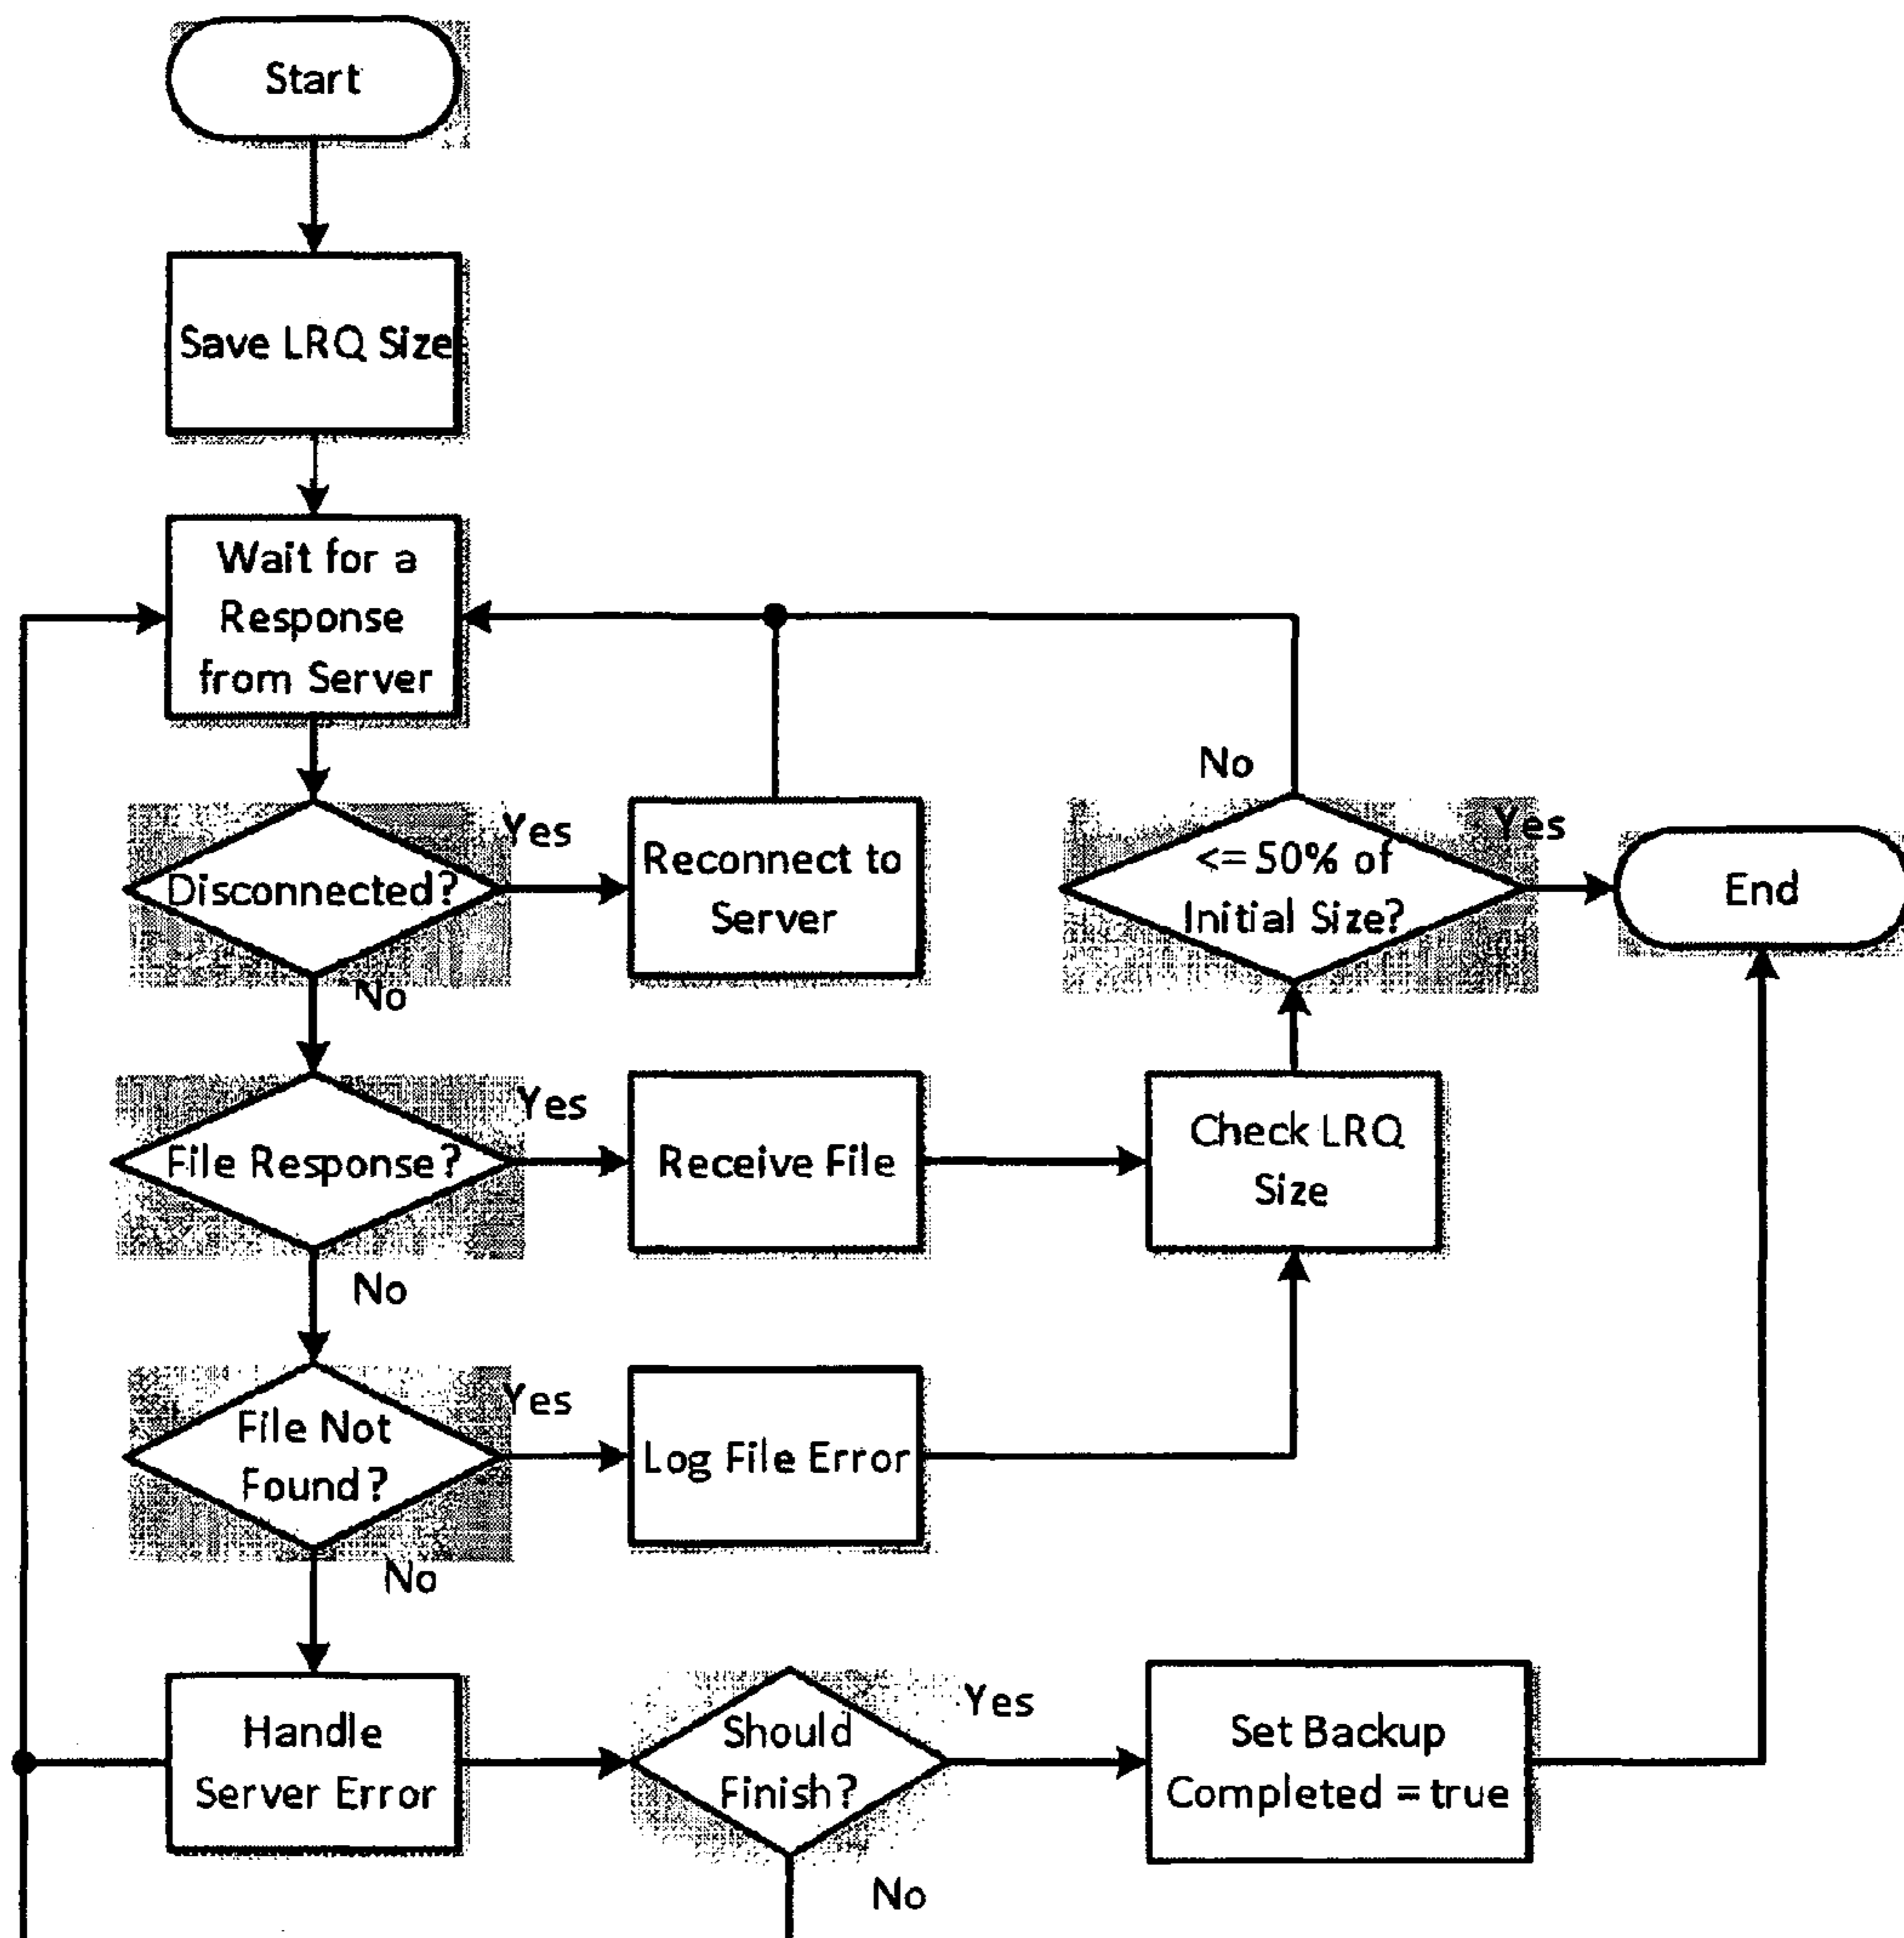 Start
Save LRQ Size
Wait for a
Response
from Server
No
Disconnected?
Yes
Reconnect to
Server
<= 50% of
Initial Size?
Yes
End
No
File Response?
Yes
Receive File
Check LRQ
Size
No
File Not
Found?
Yes
Log File Error
No
Handle
Server Error
Should
Finish?
Yes
Set Backup
Completed = true
No